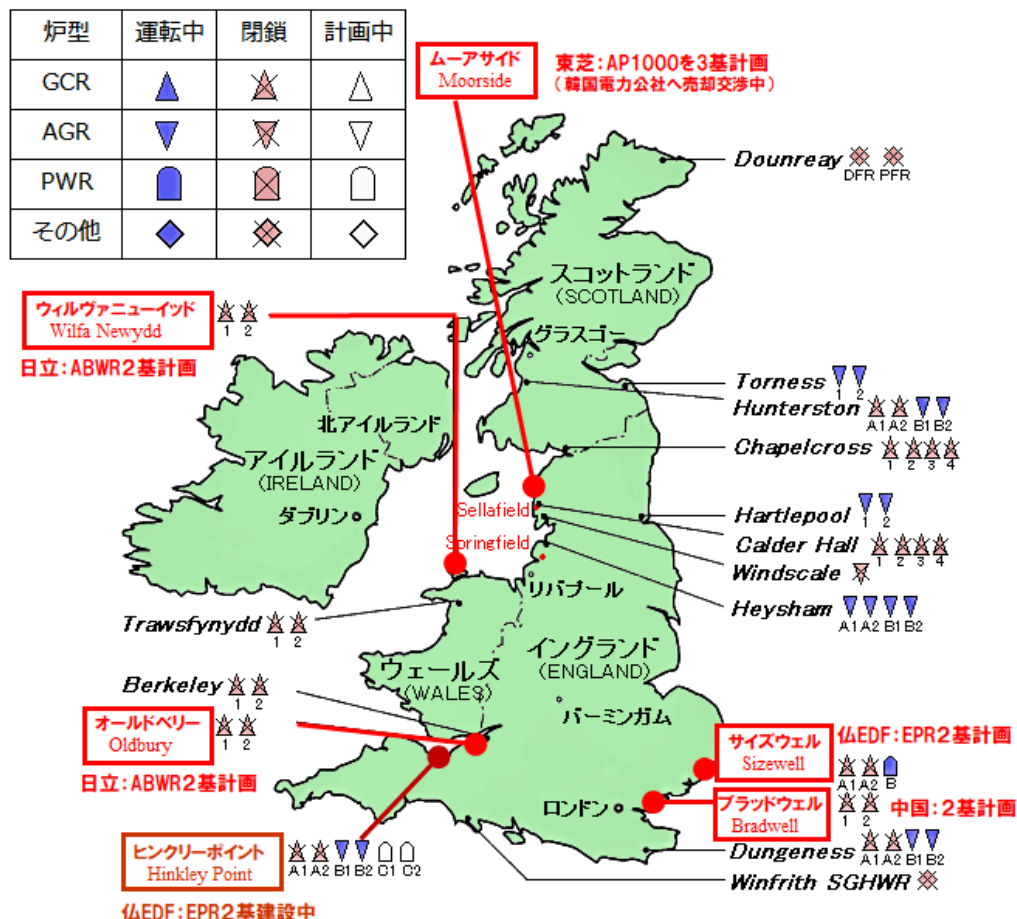 炉型 運転中 閉鎖 計画中
GCR
AGR
PWR
その他
ムーアサイド
Moorside
東芝:AP1000を3基計画
(韓国電力公社へ売却交渉中)
Dounreay
DFR PFR
スコットランド
(SCOTLAND)
グラスゴー
ウィルヴァニューイッド
Wilfa Newydd
1 2
日立:ABWR2基計画
Torness
1 2
Hunterston
A1 A2 B1 B2
Chapelcross
1 2 3 4
北アイルランド
アイルランド
(IRELAND)
ダブリン
Sellafield
Springfield
Hartlepool
1 2
Calder Hall
1 2 3 4
Windscale
Heysham
A1 A2 B1 B2
リバプール
Trawsfynydd
1 2
イングランド
(ENGLAND)
ウェールズ
(WALES)
バーミンガム
Berkeley
1 2
オールドベリー
Oldbury
1 2
日立:ABWR2基計画
サイズウェル
Sizewell
仏EDF:EPR2基計画
A1 A2 B
ロンドン
ブラッドウェル
Bradwell
1 2
中国:2基計画
Dungeness
A1 A2 B1 B2
Winfrith SGHWR
ヒンクリーポイント
Hinkley Point
A1 A2 B1 B2 C1 C2
仏EDF:EPR2基建設中